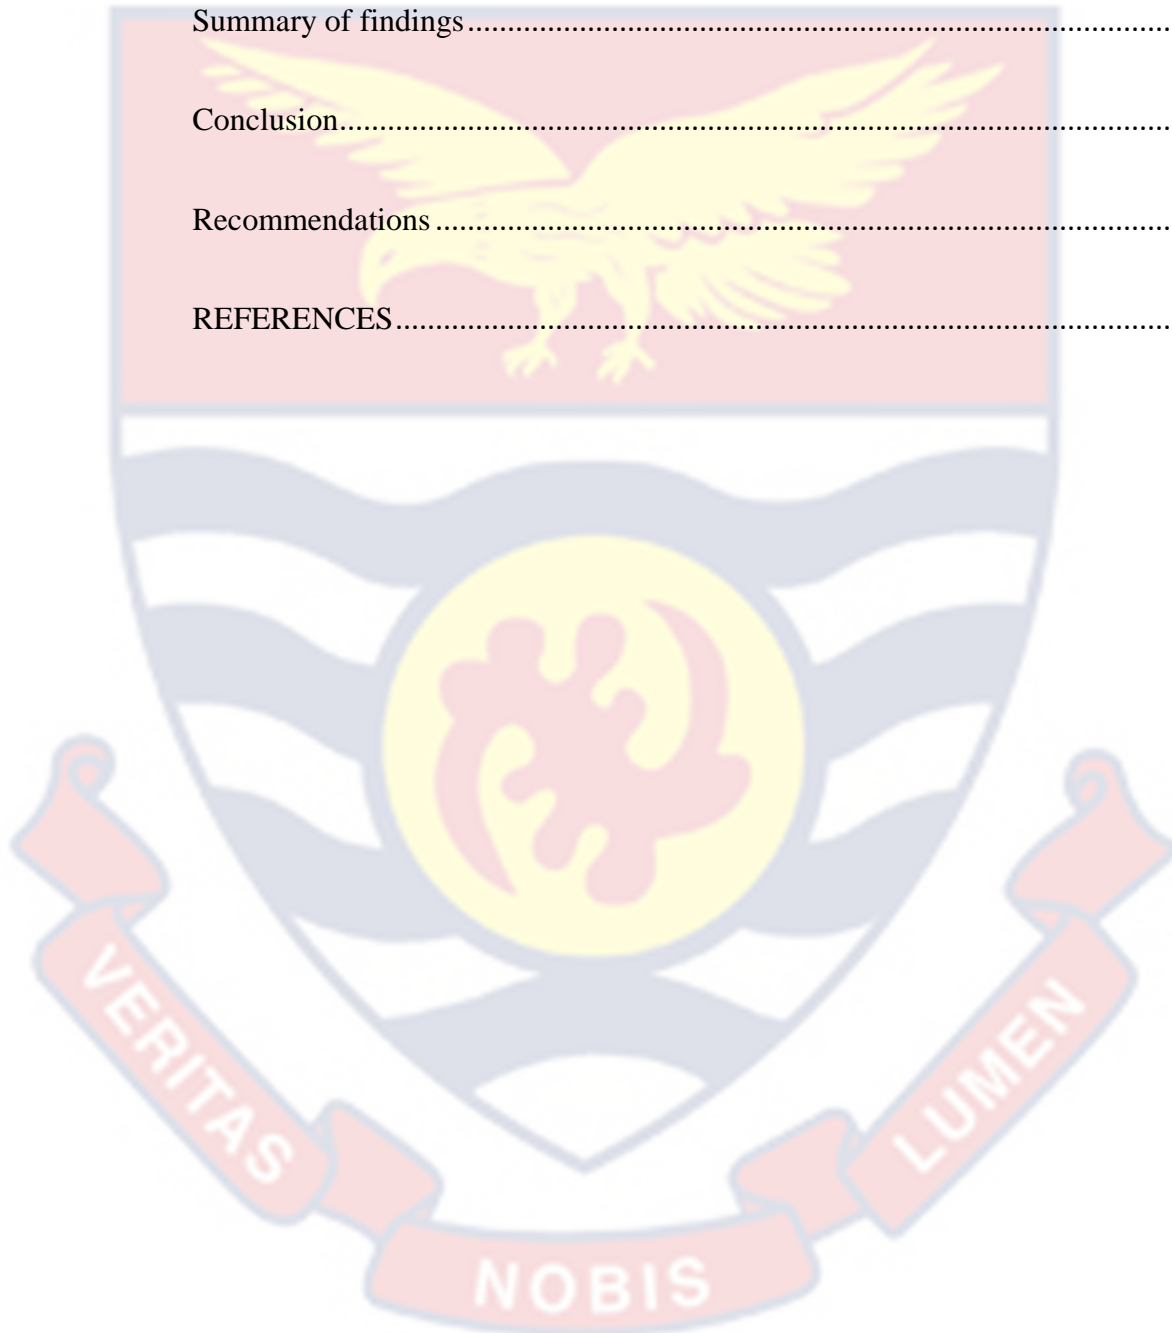 Summary of findings........................................................................................
Conclusion........................................................................................................
Recommendations............................................................................................
REFERENCES.................................................................................................
VERITAS
NOBIS
LUMEN